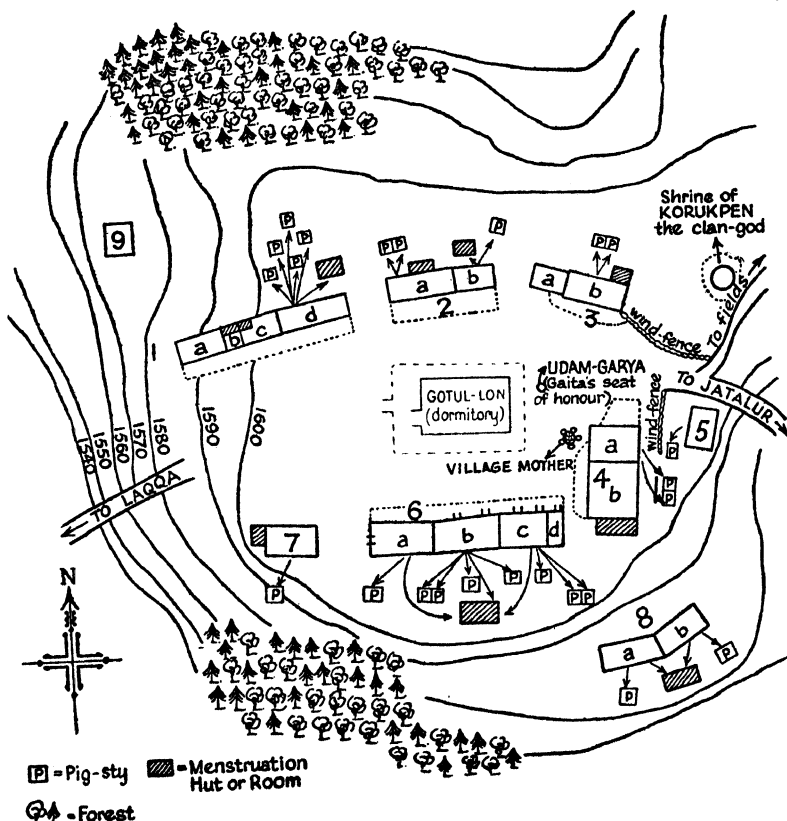 Shrine of
KORUKPEN
the clan-god
9
P
P
P
P
P
a
b
c
d
P P
a
b
2
P
P P
a
b
3
wind-fence
To fields
1540
1550
1560
1570
1580
1590
1600
GOTUL-LON
(dormitory)
UDAM-GARYA
(Gaita's seat
of honour)
VILLAGE MOTHER
wind-fence
TO JATALUR
5
P
a
4
b
P
P
TO LAQQA
7
P
6
a
b
c
d
P
P P
P
P
P
P P
8
a
b
P
P
N
P =Pig-sty
=Menstruation
Hut or Room
=Forest